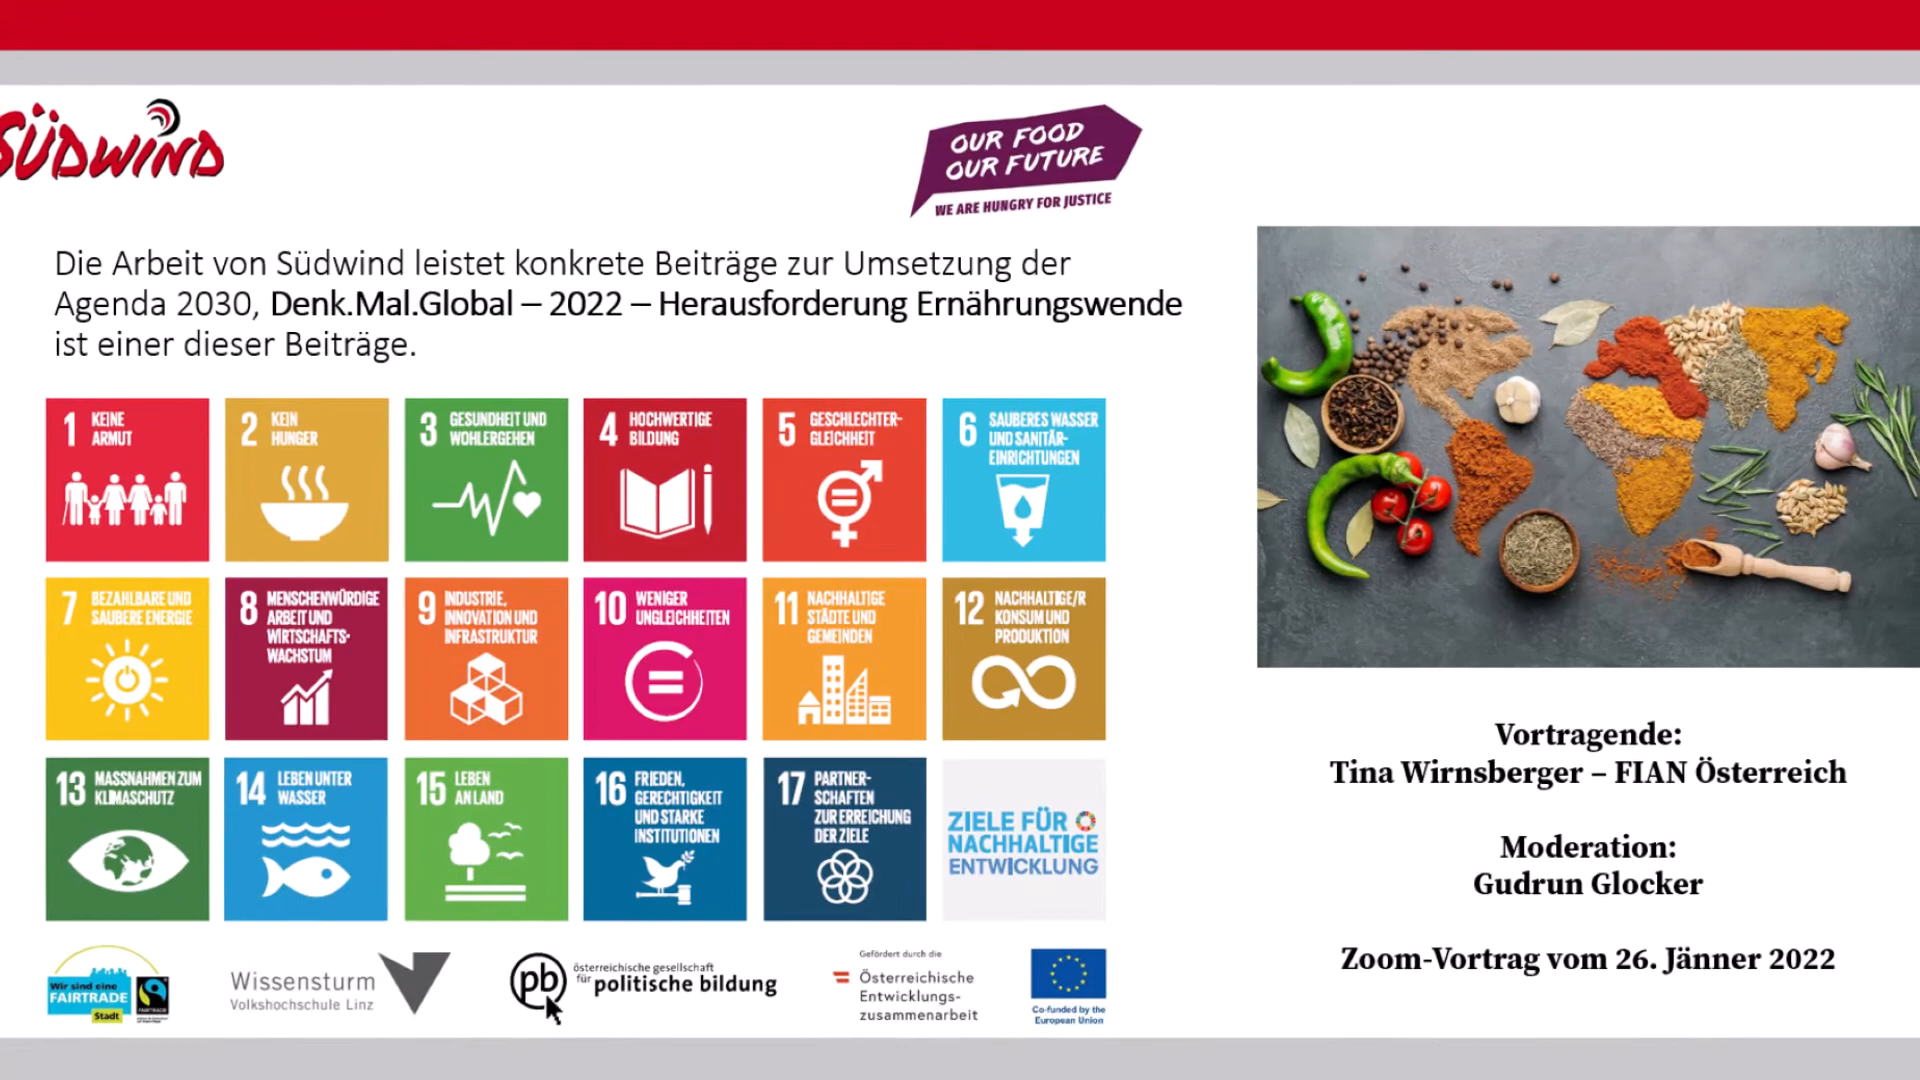 SÜDWIND
OUR FOOD
OUR FUTURE
WE ARE HUNGRY FOR JUSTICE
Die Arbeit von Südwind leistet konkrete Beiträge zur Umsetzung der
Agenda 2030, Denk.Mal.Global – 2022 – Herausforderung Ernährungswende
ist einer dieser Beiträge.
1 KEINE
ARMUT
2 KEIN
HUNGER
3 GESUNDHEIT UND
WOHLERGEHEN
4 HOCHWERTIGE
BILDUNG
5 GESCHLECHTER-
GLEICHHEIT
6 SAUBERES WASSER
UND SANITÄR-
EINRICHTUNGEN
7 BEZAHLBARE UND
SAUBERE ENERGIE
8 MENSCHENWÜRDIGE
ARBEIT UND
WIRTSCHAFTS-
WACHSTUM
9 INDUSTRIE,
INNOVATION UND
INFRASTRUKTUR
10 WENIGER
UNGLEICHHEITEN
11 NACHHALTIGE
STÄDTE UND
GEMEINDEN
12 NACHHALTIGE/R
KONSUM UND
PRODUKTION
13 MASSNAHMEN ZUM
KLIMASCHUTZ
14 LEBEN UNTER
WASSER
15 LEBEN
AN LAND
16 FRIEDEN,
GERECHTIGKEIT
UND STARKE
INSTITUTIONEN
17 PARTNER-
SCHAFTEN
ZUR ERREICHUNG
DER ZIELE
ZIELE FÜR
NACHHALTIGE
ENTWICKLUNG
Wir sind eine
FAIRTRADE
Stadt
FAIRTRADE
Wissensturm
Volkshochschule Linz
pb
österreichische gesellschaft
für politische bildung
Gefördert durch die
Österreichische
Entwicklungs-
zusammenarbeit
Co-funded by the
European Union
Vortragende:
Tina Wirnsberger – FIAN Österreich
Moderation:
Gudrun Glocker
Zoom-Vortrag vom 26. Jänner 2022